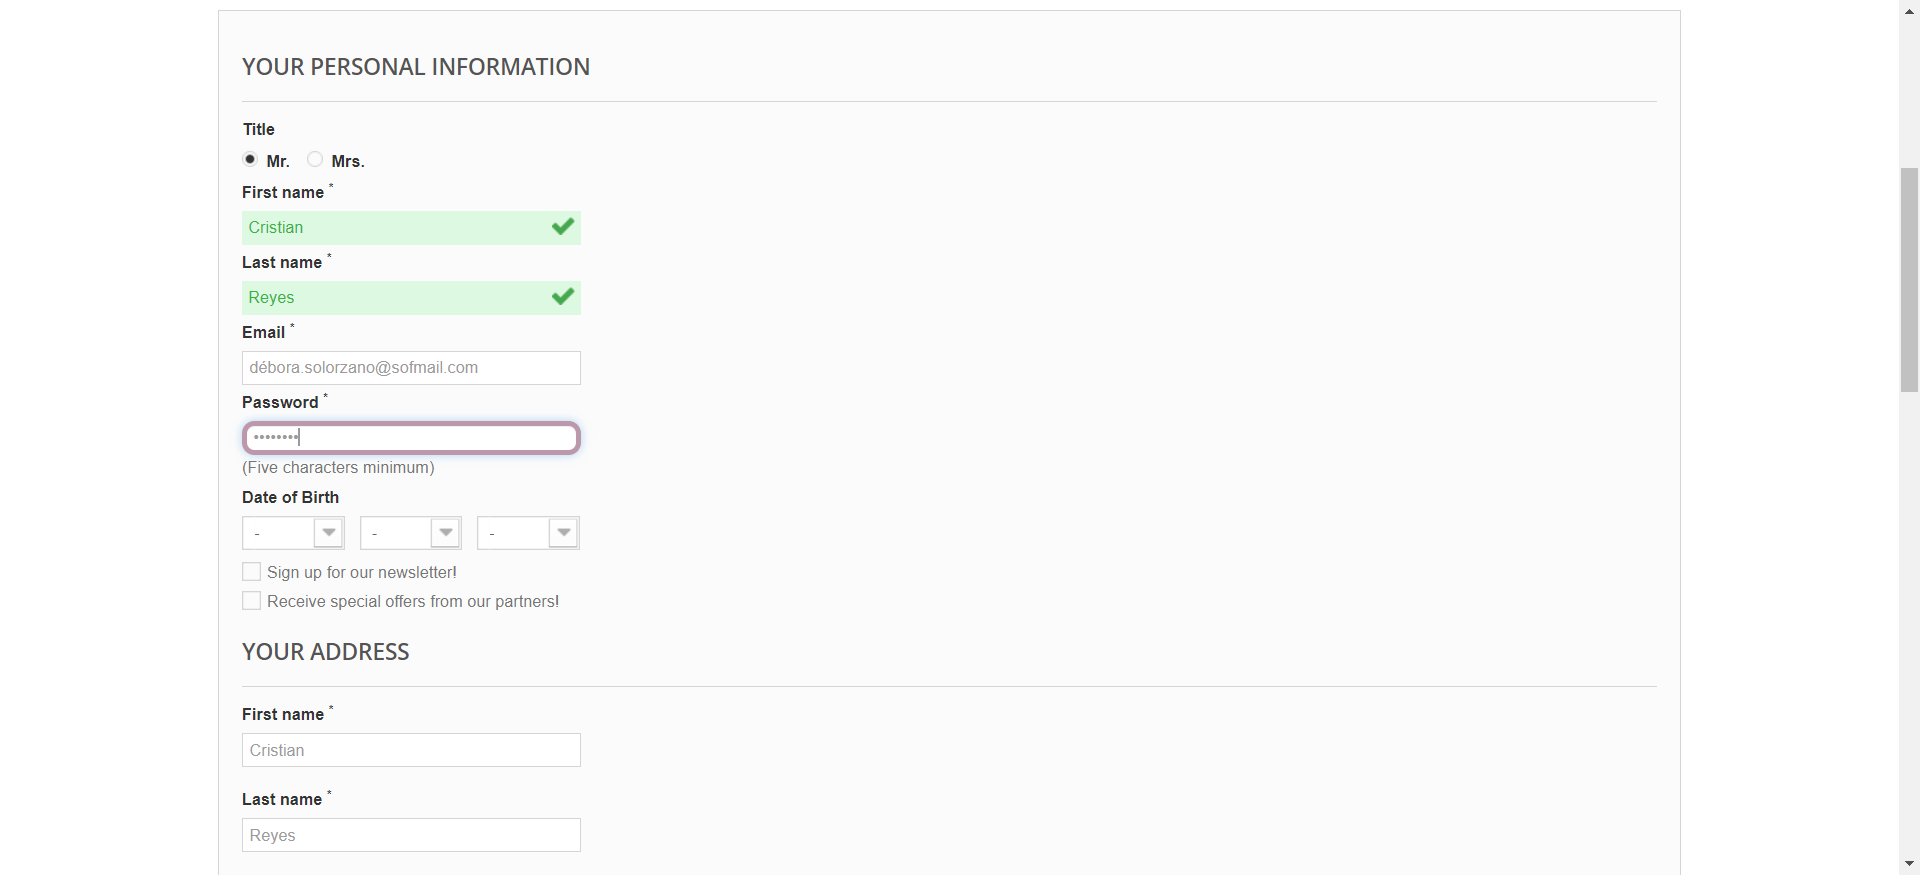 YOUR PERSONAL INFORMATION
Title
Mr. Mrs.
First name *
Cristian
Last name *
Reyes
Email *
débora.solorzano@sofmail.com
Password *
••••••••
(Five characters minimum)
Date of Birth
- - -
Sign up for our newsletter!
Receive special offers from our partners!
YOUR ADDRESS
First name *
Cristian
Last name *
Reyes